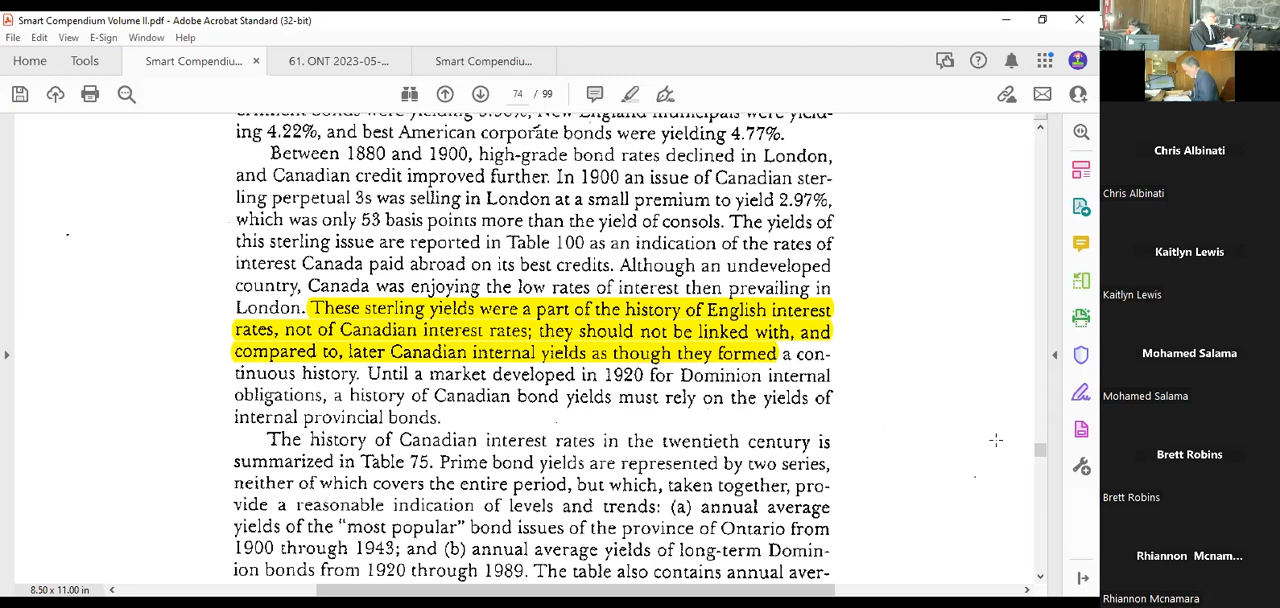 Smart Compendium Volume II.pdf - Adobe Acrobat Standard (32-bit)
File Edit View E-Sign Window Help
Home Tools Smart Compendiu... × 61. ONT 2023-05-... Smart Compendiu...
74 / 99
ing 4.22%, and best American corporate bonds were yielding 4.77%.
Between 1880 and 1900, high-grade bond rates declined in London,
and Canadian credit improved further. In 1900 an issue of Canadian ster-
ling perpetual 3s was selling in London at a small premium to yield 2.97%,
which was only 53 basis points more than the yield of consols. The yields of
this sterling issue are reported in Table 100 as an indication of the rates of
interest Canada paid abroad on its best credits. Although an undeveloped
country, Canada was enjoying the low rates of interest then prevailing in
London. These sterling yields were a part of the history of English interest
rates, not of Canadian interest rates; they should not be linked with, and
compared to, later Canadian internal yields as though they formed a con-
tinuous history. Until a market developed in 1920 for Dominion internal
obligations, a history of Canadian bond yields must rely on the yields of
internal provincial bonds.
The history of Canadian interest rates in the twentieth century is
summarized in Table 75. Prime bond yields are represented by two series,
neither of which covers the entire period, but which, taken together, pro-
vide a reasonable indication of levels and trends: (a) annual average
yields of the “most popular” bond issues of the province of Ontario from
1900 through 1943; and (b) annual average yields of long-term Domin-
ion bonds from 1920 through 1989. The table also contains annual aver-
8.50 x 11.00 in
Chris Albinati
Chris Albinati
Kaitlyn Lewis
Kaitlyn Lewis
Mohamed Salama
Mohamed Salama
Brett Robins
Brett Robins
Rhiannon Mcnam...
Rhiannon Mcnamara